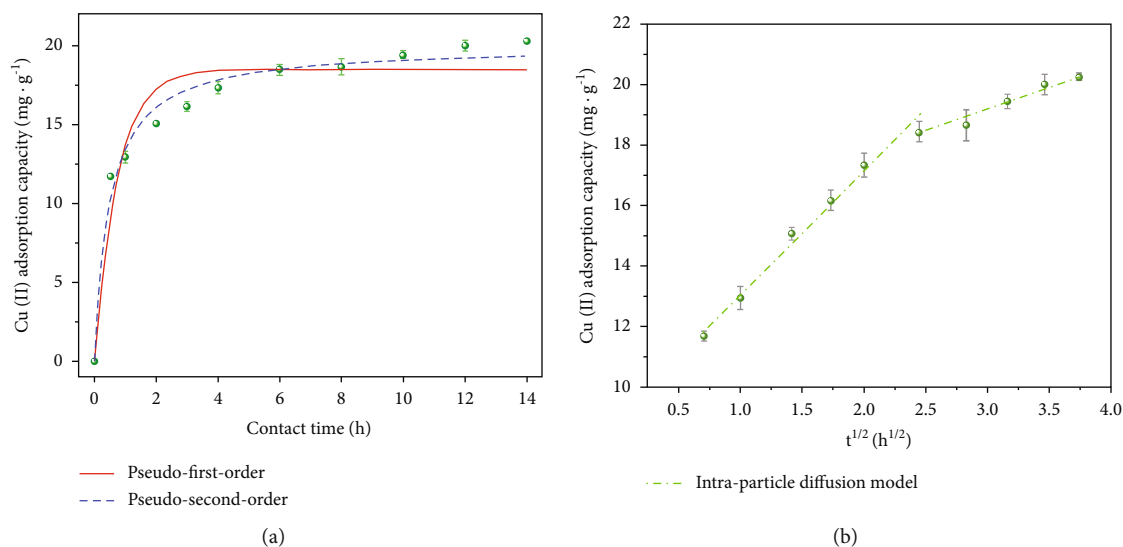 Cu (II) adsorption capacity (mg · g⁻¹)
20
15
10
5
0
0 2 4 6 8 10 12 14
Contact time (h)
Pseudo-first-order
Pseudo-second-order
(a)
Cu (II) adsorption capacity (mg · g⁻¹)
22
20
18
16
14
12
10
0.5 1.0 1.5 2.0 2.5 3.0 3.5 4.0
t^1/2 (h^1/2)
Intra-particle diffusion model
(b)